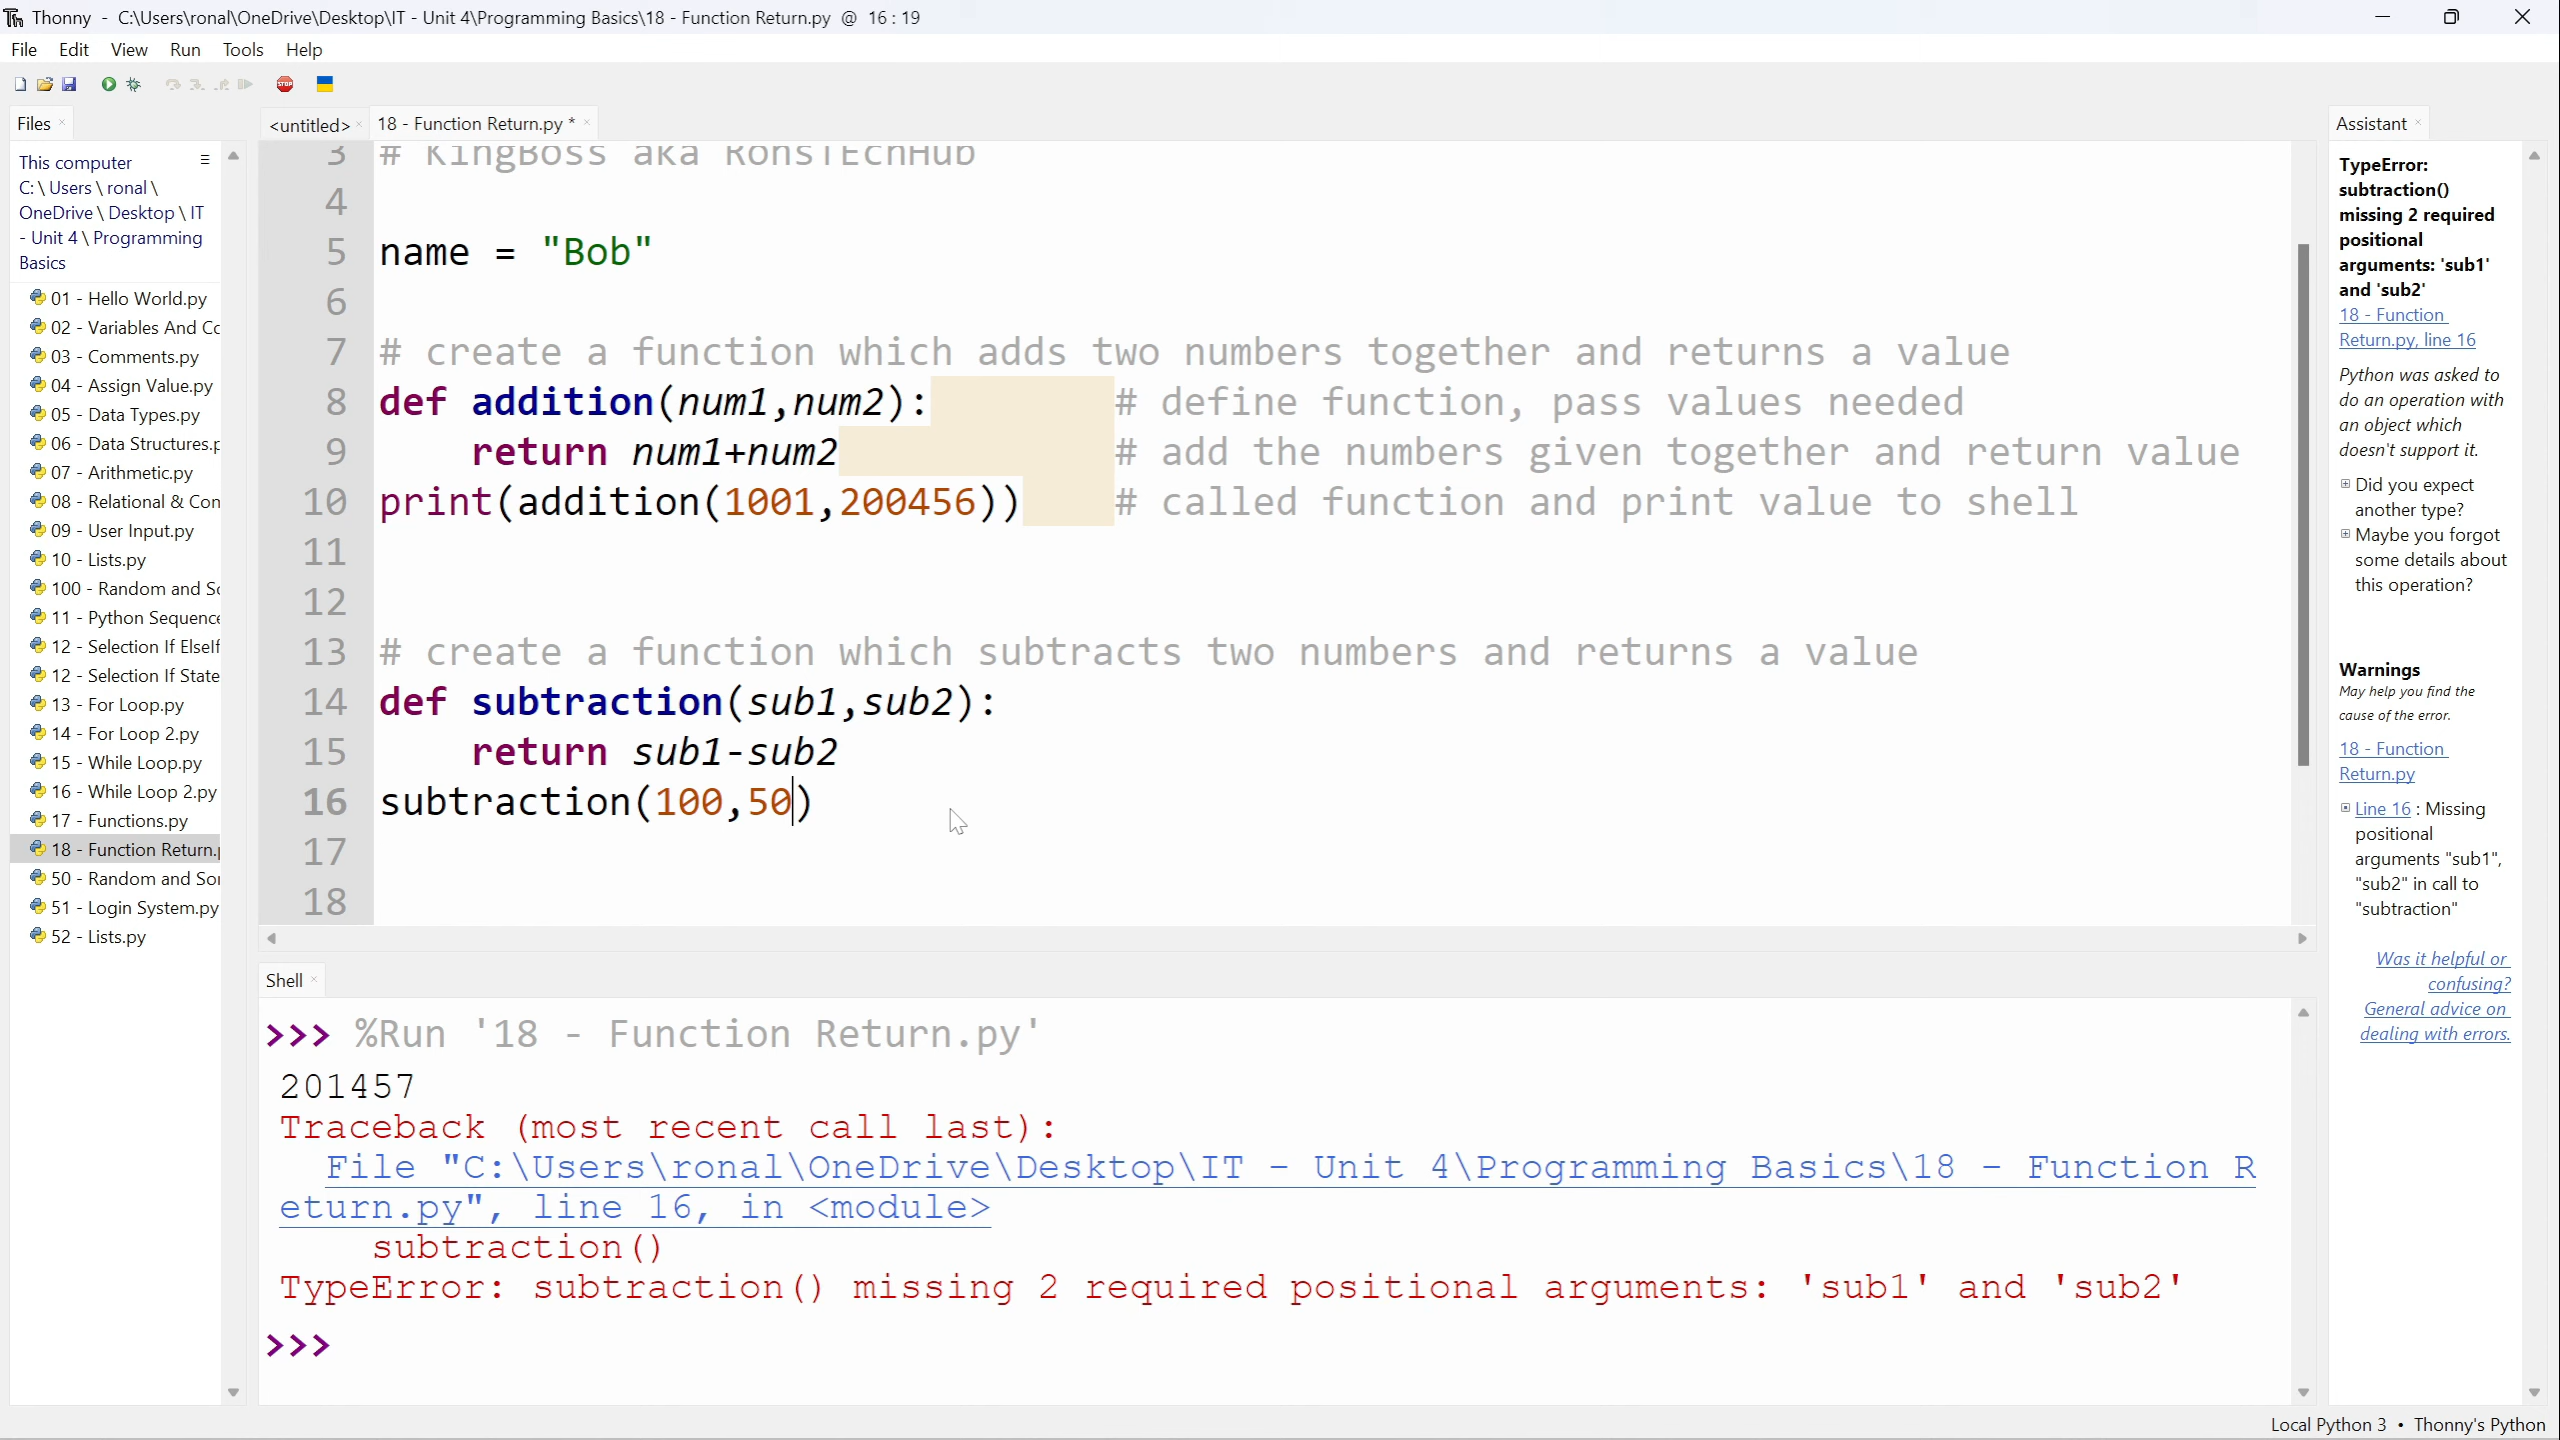 Thonny - C:\Users\ronal\OneDrive\Desktop\IT - Unit 4\Programming Basics\18 - Function Return.py @ 16 : 19
File Edit View Run Tools Help
Files
This computer
C: \ Users \ ronal \
OneDrive \ Desktop \ IT
- Unit 4 \ Programming
Basics
01 - Hello World.py
02 - Variables And Co
03 - Comments.py
04 - Assign Value.py
05 - Data Types.py
06 - Data Structures.p
07 - Arithmetic.py
08 - Relational & Con
09 - User Input.py
10 - Lists.py
100 - Random and So
11 - Python Sequence
12 - Selection If ElseIf
12 - Selection If State
13 - For Loop.py
14 - For Loop 2.py
15 - While Loop.py
16 - While Loop 2.py
17 - Functions.py
18 - Function Return.p
50 - Random and Sor
51 - Login System.py
52 - Lists.py
<untitled> 18 - Function Return.py *
3 # KingBoss aka RonsTEchHub
4
5 name = "Bob"
6
7 # create a function which adds two numbers together and returns a value
8 def addition(num1,num2): # define function, pass values needed
9 return num1+num2 # add the numbers given together and return value
10 print(addition(1001,200456)) # called function and print value to shell
11
12
13 # create a function which subtracts two numbers and returns a value
14 def subtraction(sub1,sub2):
15 return sub1-sub2
16 subtraction(100,50)
17
18
Shell
>>> %Run '18 - Function Return.py'
201457
Traceback (most recent call last):
File "C:\Users\ronal\OneDrive\Desktop\IT - Unit 4\Programming Basics\18 - Function R
eturn.py", line 16, in <module>
subtraction()
TypeError: subtraction() missing 2 required positional arguments: 'sub1' and 'sub2'
>>>
Assistant
TypeError:
subtraction()
missing 2 required
positional
arguments: 'sub1'
and 'sub2'
18 - Function
Return.py, line 16
Python was asked to
do an operation with
an object which
doesn't support it.
Did you expect
another type?
Maybe you forgot
some details about
this operation?
Warnings
May help you find the
cause of the error.
18 - Function
Return.py
Line 16 : Missing
positional
arguments "sub1",
"sub2" in call to
"subtraction"
Was it helpful or
confusing?
General advice on
dealing with errors.
Local Python 3 • Thonny's Python